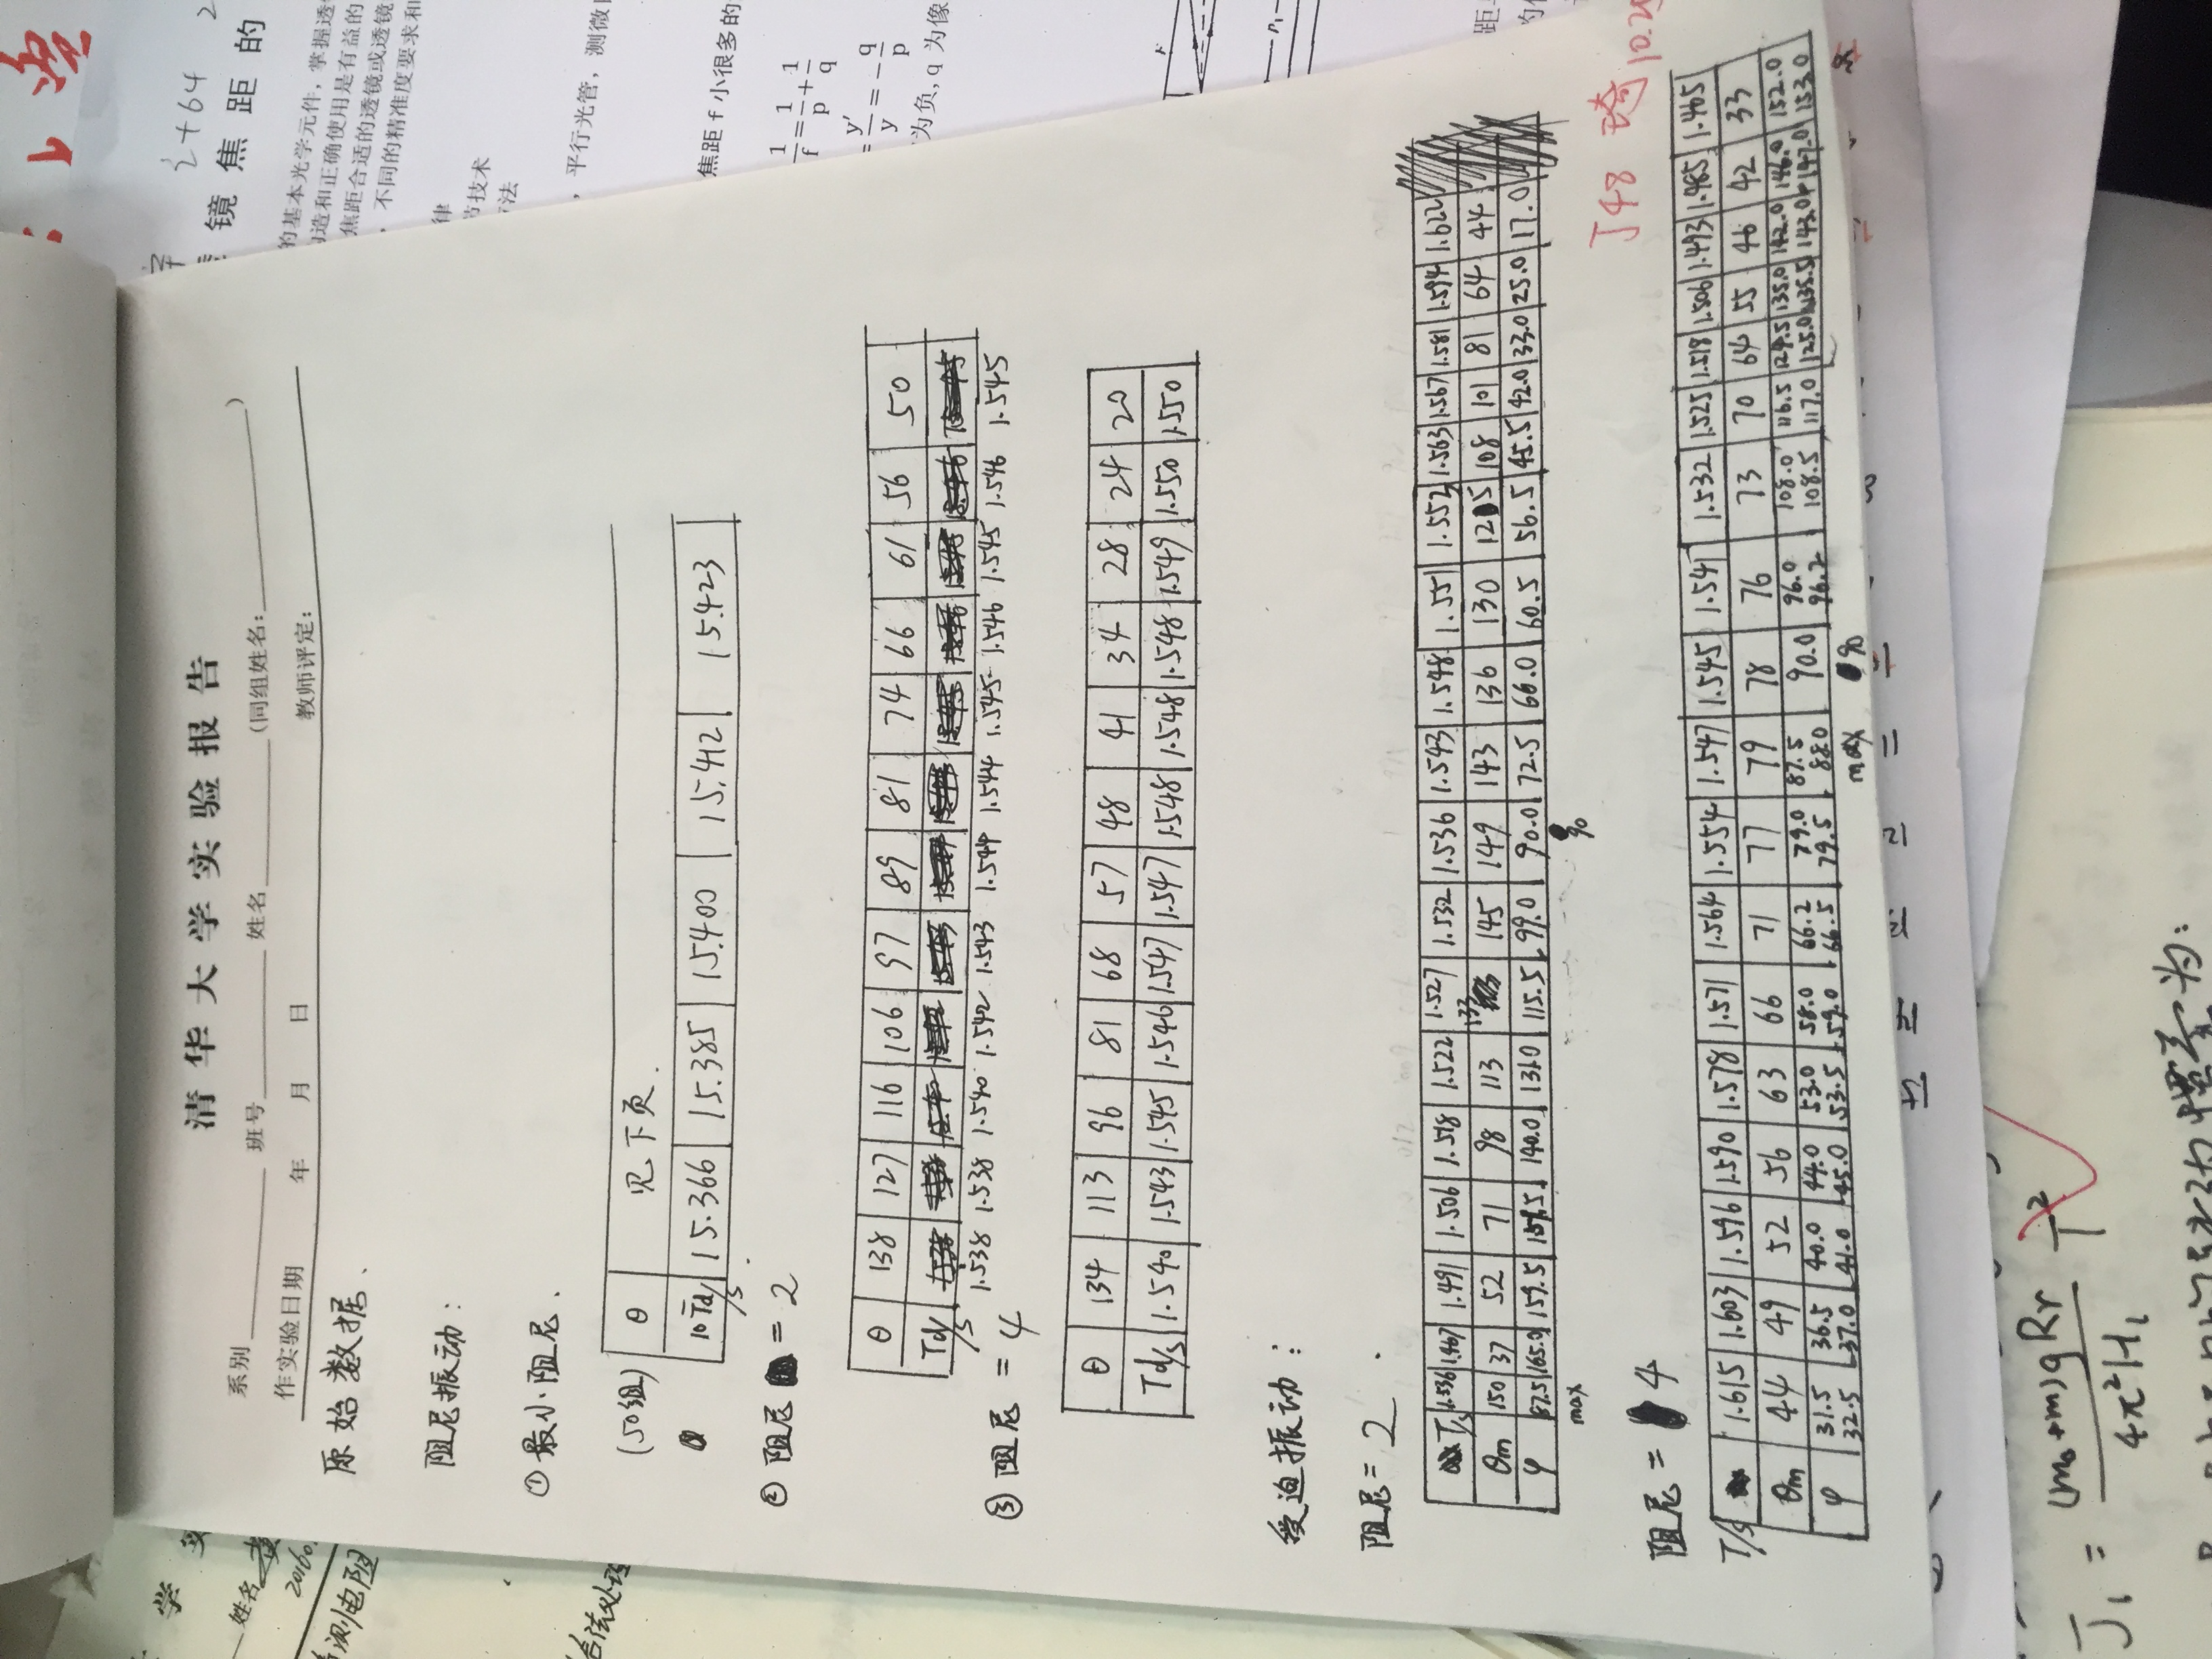 清华大学实验报告
系别 班号 姓名 (同组姓名: )
作实验日期 年 月 日 教师评定:
原始数据.
阻尼振动:
① 最小阻尼.
(50组) θ 见下页.
10Td/s 15.366 15.385 15.400 15.412 15.423
② 阻尼 = 2
θ 138 127 116 106 97 89 81 74 66 61 56 50
Td/s 1.538 1.538 1.540 1.542 1.543 1.544 1.544 1.545 1.546 1.545 1.546 1.545
③ 阻尼 = 4
θ 134 113 96 81 68 57 48 41 34 28 24 20
Td/s 1.540 1.543 1.545 1.546 1.547 1.547 1.548 1.548 1.548 1.549 1.550 1.550
受迫振动:
阻尼 = 2.
T/s 1.536 1.467 1.491 1.506 1.518 1.522 1.527 1.532 1.536 1.543 1.548 1.551 1.552 1.563 1.567 1.581 1.594 1.622
θm 150 37 52 71 98 113 133 145 149 143 136 130 125 108 101 81 64 44
φ 87.5 165.0 159.5 140.0 131.0 115.5 99.0 90.0 72.5 66.0 60.5 56.5 45.5 42.0 33.0 25.0 17.0
max 90
J48 琦 10.25
阻尼 = 4
T/s 1.615 1.603 1.596 1.590 1.578 1.571 1.564 1.554 1.547 1.545 1.541 1.532 1.525 1.518 1.506 1.493 1.485 1.465
θm 44 49 52 56 63 66 71 77 79 78 76 73 70 64 55 46 42 33
φ 31.5 36.5 40.0 44.0 53.0 58.0 66.2 79.0 87.5 90.0 96.0 108.0 116.5 124.5 135.0 142.0 146.0 152.0
32.5 37.0 41.0 45.0 53.5 59.0 66.5 79.5 88.0 96.2 108.5 117.0 125.0 135.5 143.0 147.0 153.0
max 90
J₁ = (m₀+m)gRr / 4π²H₁ T²
学 实
姓名
测电阻
合法处理
镜焦距的
的基本光学元件，掌握透
构造和正确使用是有益的
焦距合适的透镜或透镜
，不同的精准度要求和
律
节技术
方法
，平行光管，测微
焦距 f 小很多的
1/f = 1/p + 1/q
= y′/y = − q/p
为负, q 为像